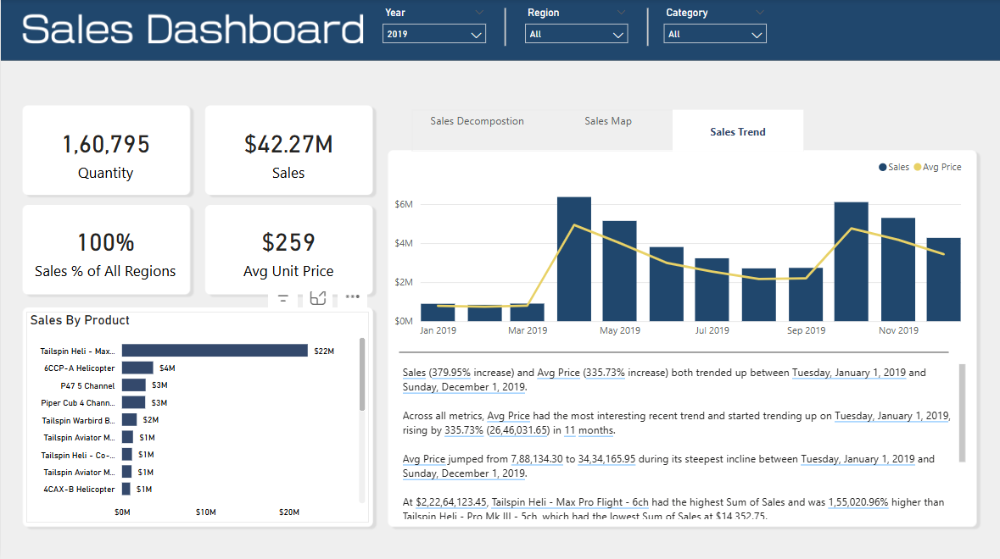 Sales Dashboard
Year
2019
Region
All
Category
All
1,60,795
Quantity
$42.27M
Sales
100%
Sales % of All Regions
$259
Avg Unit Price
Sales By Product
Tailspin Heli - Max... $22M
6CCP-A Helicopter $4M
P47 5 Channel $3M
Piper Cub 4 Chann... $3M
Tailspin Warbird B... $2M
Tailspin Aviator M... $1M
Tailspin Heli - Co-... $1M
Tailspin Aviator M... $1M
4CAX-B Helicopter $1M
$0M $10M $20M
Sales Decompostion Sales Map Sales Trend
Sales Avg Price
$6M
$4M
$2M
$0M
Jan 2019 Mar 2019 May 2019 Jul 2019 Sep 2019 Nov 2019
Sales (379.95% increase) and Avg Price (335.73% increase) both trended up between Tuesday, January 1, 2019 and
Sunday, December 1, 2019.
Across all metrics, Avg Price had the most interesting recent trend and started trending up on Tuesday, January 1, 2019,
rising by 335.73% (26,46,031.65) in 11 months.
Avg Price jumped from 7,88,134.30 to 34,34,165.95 during its steepest incline between Tuesday, January 1, 2019 and
Sunday, December 1, 2019.
At $2,22,64,123.45, Tailspin Heli - Max Pro Flight - 6ch had the highest Sum of Sales and was 1,55,020.96% higher than
Tailspin Heli - Pro Mk III - 5ch, which had the lowest Sum of Sales at $14,352.75.